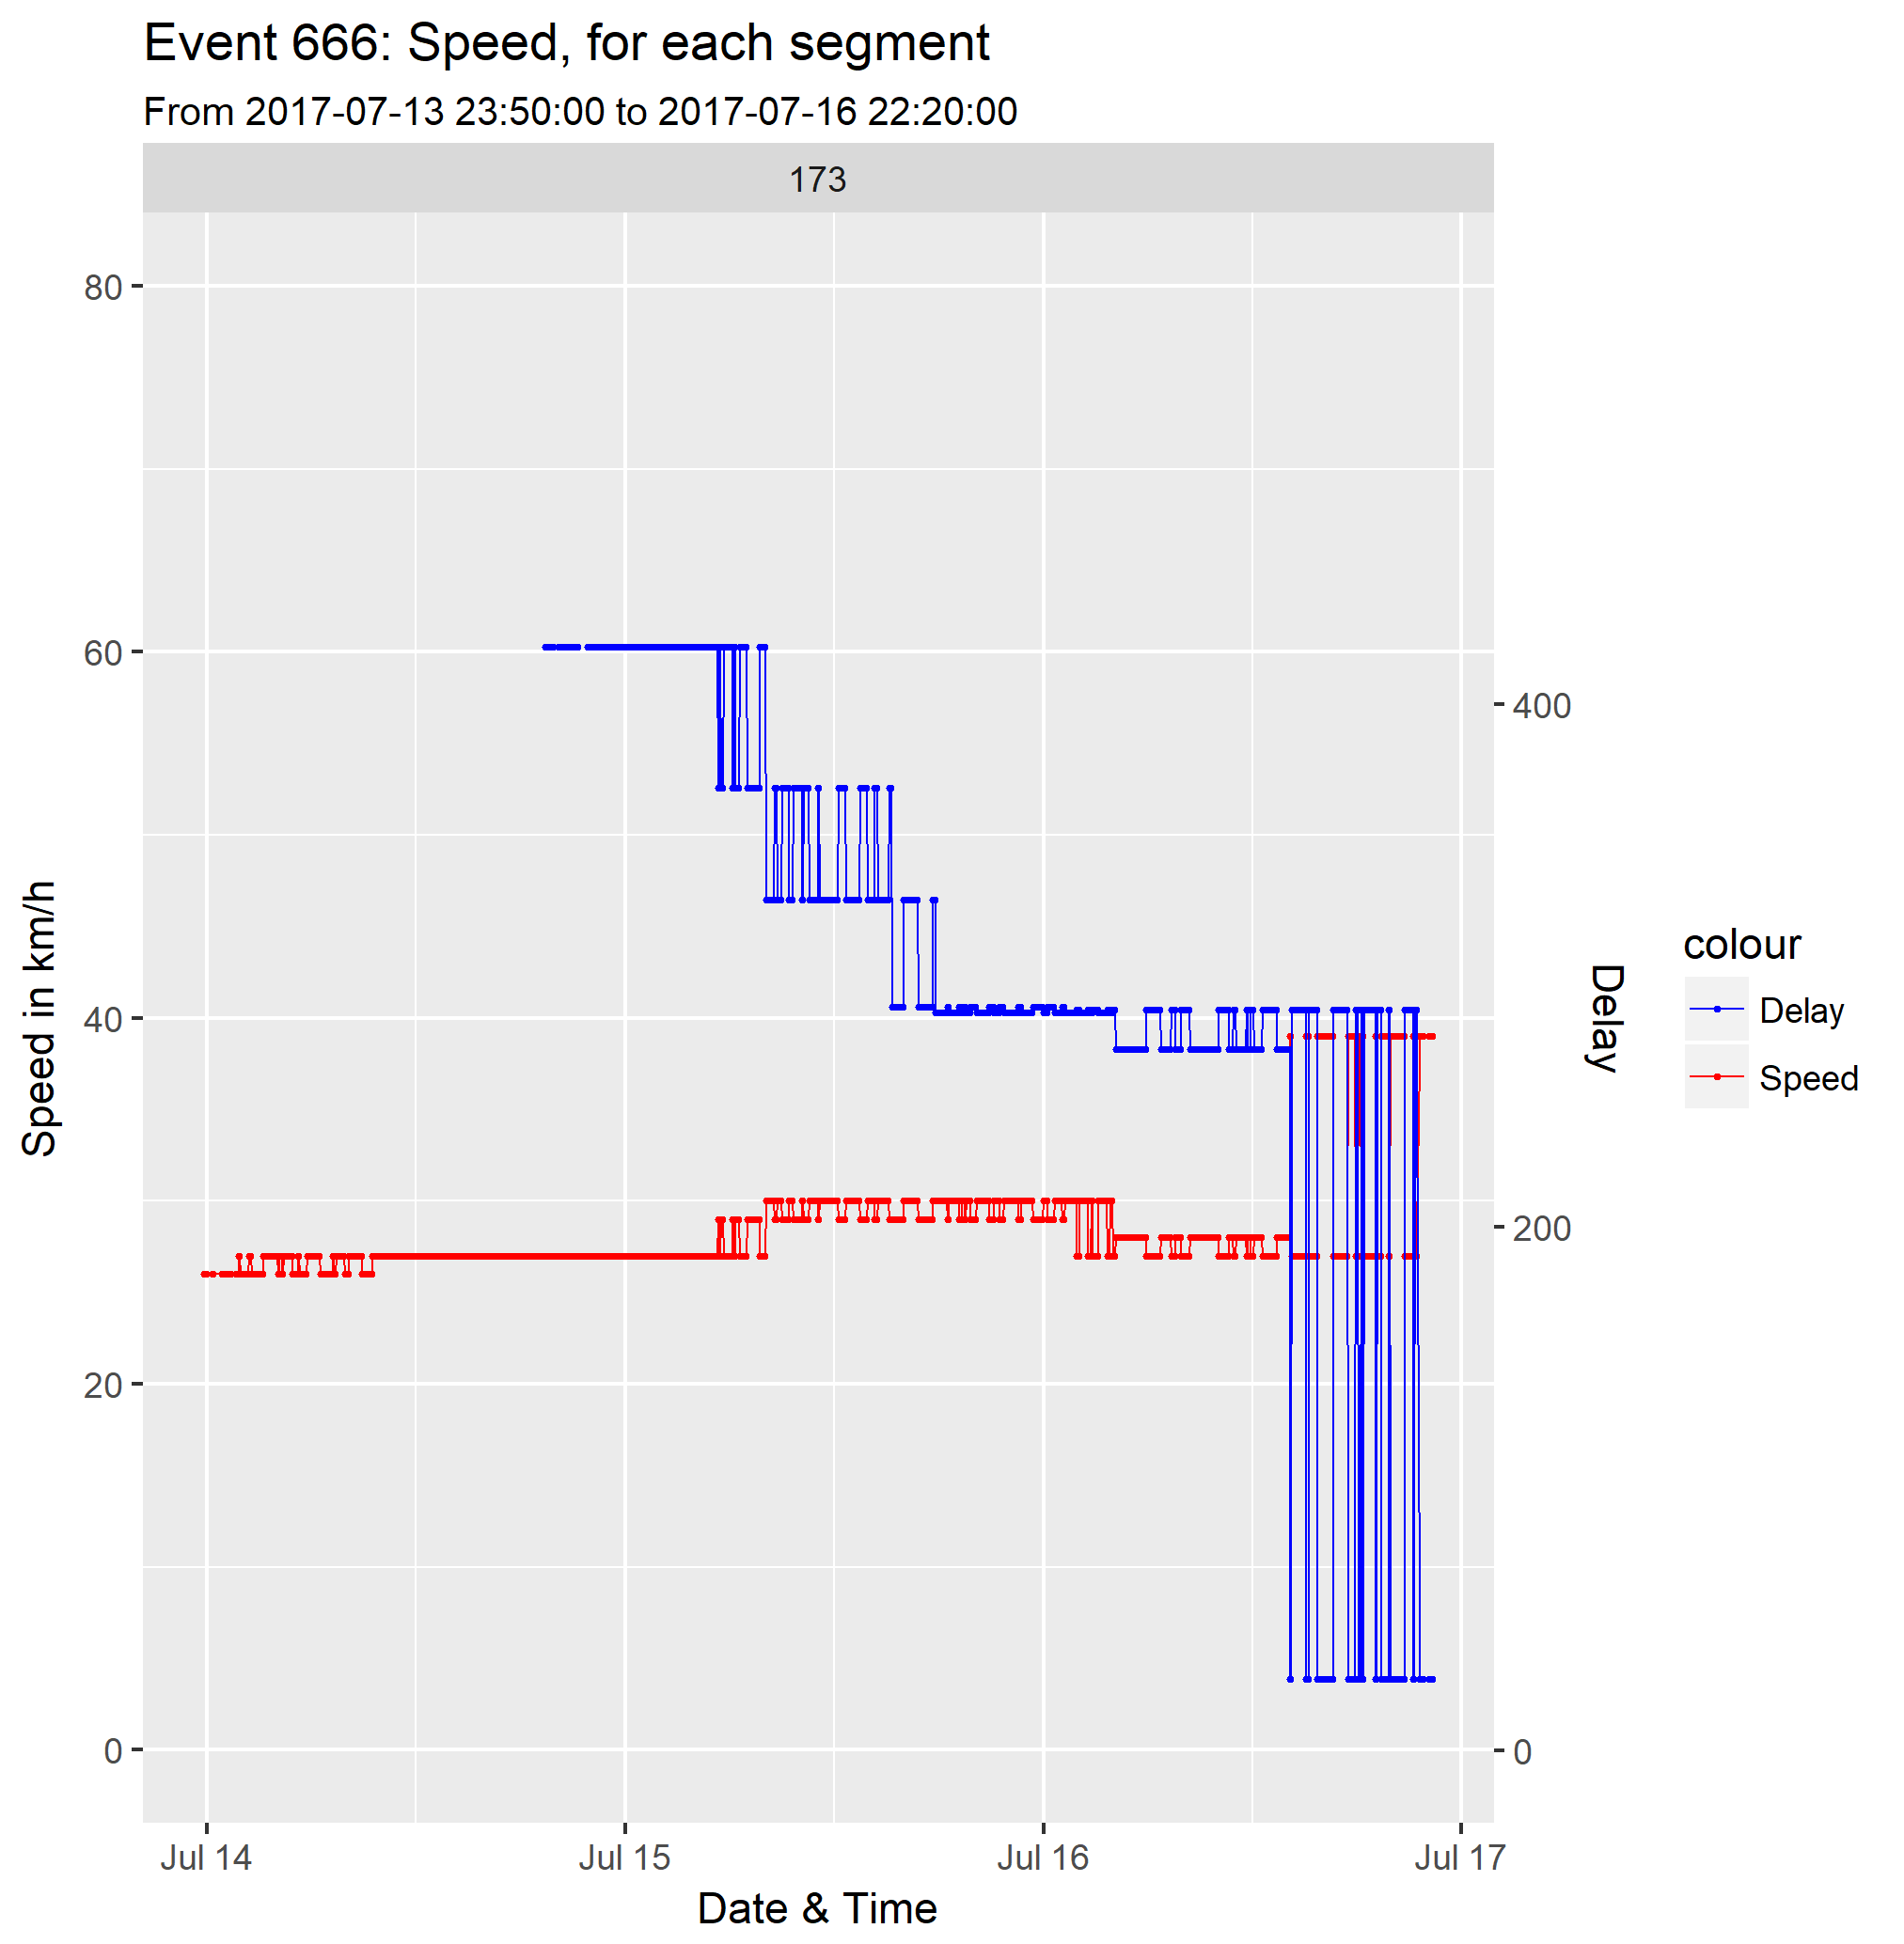 Event 666: Speed, for each segment
From 2017-07-13 23:50:00 to 2017-07-16 22:20:00
173
80
60
40
20
0
Speed in km/h
400
200
0
Delay
Jul 14
Jul 15
Jul 16
Jul 17
Date & Time
colour
Delay
Speed